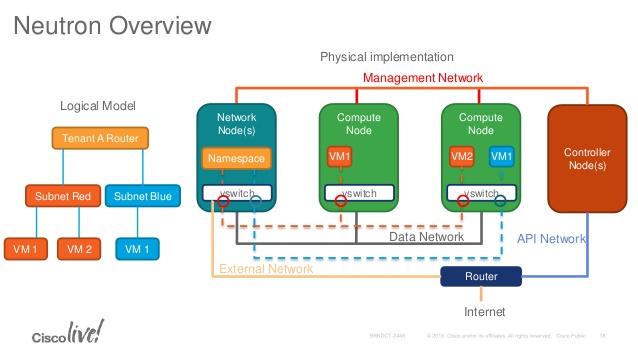 Neutron Overview
Physical implementation
Management Network
Logical Model
Tenant A Router
Subnet Red
Subnet Blue
VM 1
VM 2
VM 1
Network
Node(s)
Namespace
vswitch
Compute
Node
VM1
vswitch
Compute
Node
VM2
VM1
vswitch
Controller
Node(s)
Data Network
API Network
External Network
Router
Internet
Cisco live!
BRKDCT-2445
© 2015 Cisco and/or its affiliates. All rights reserved.
Cisco Public